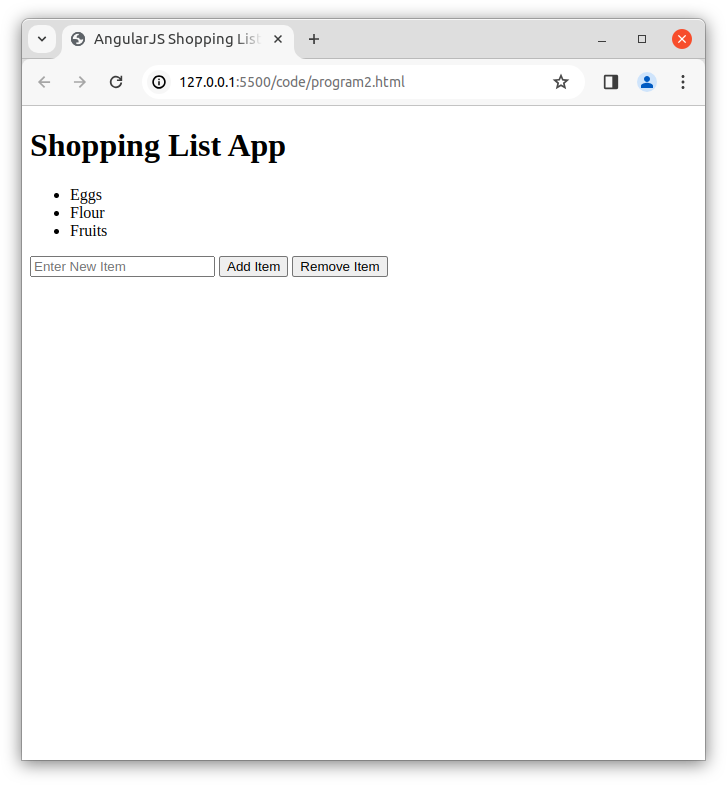 AngularJS Shopping List
127.0.0.1:5500/code/program2.html
Shopping List App
Eggs
Flour
Fruits
Enter New Item Add Item Remove Item